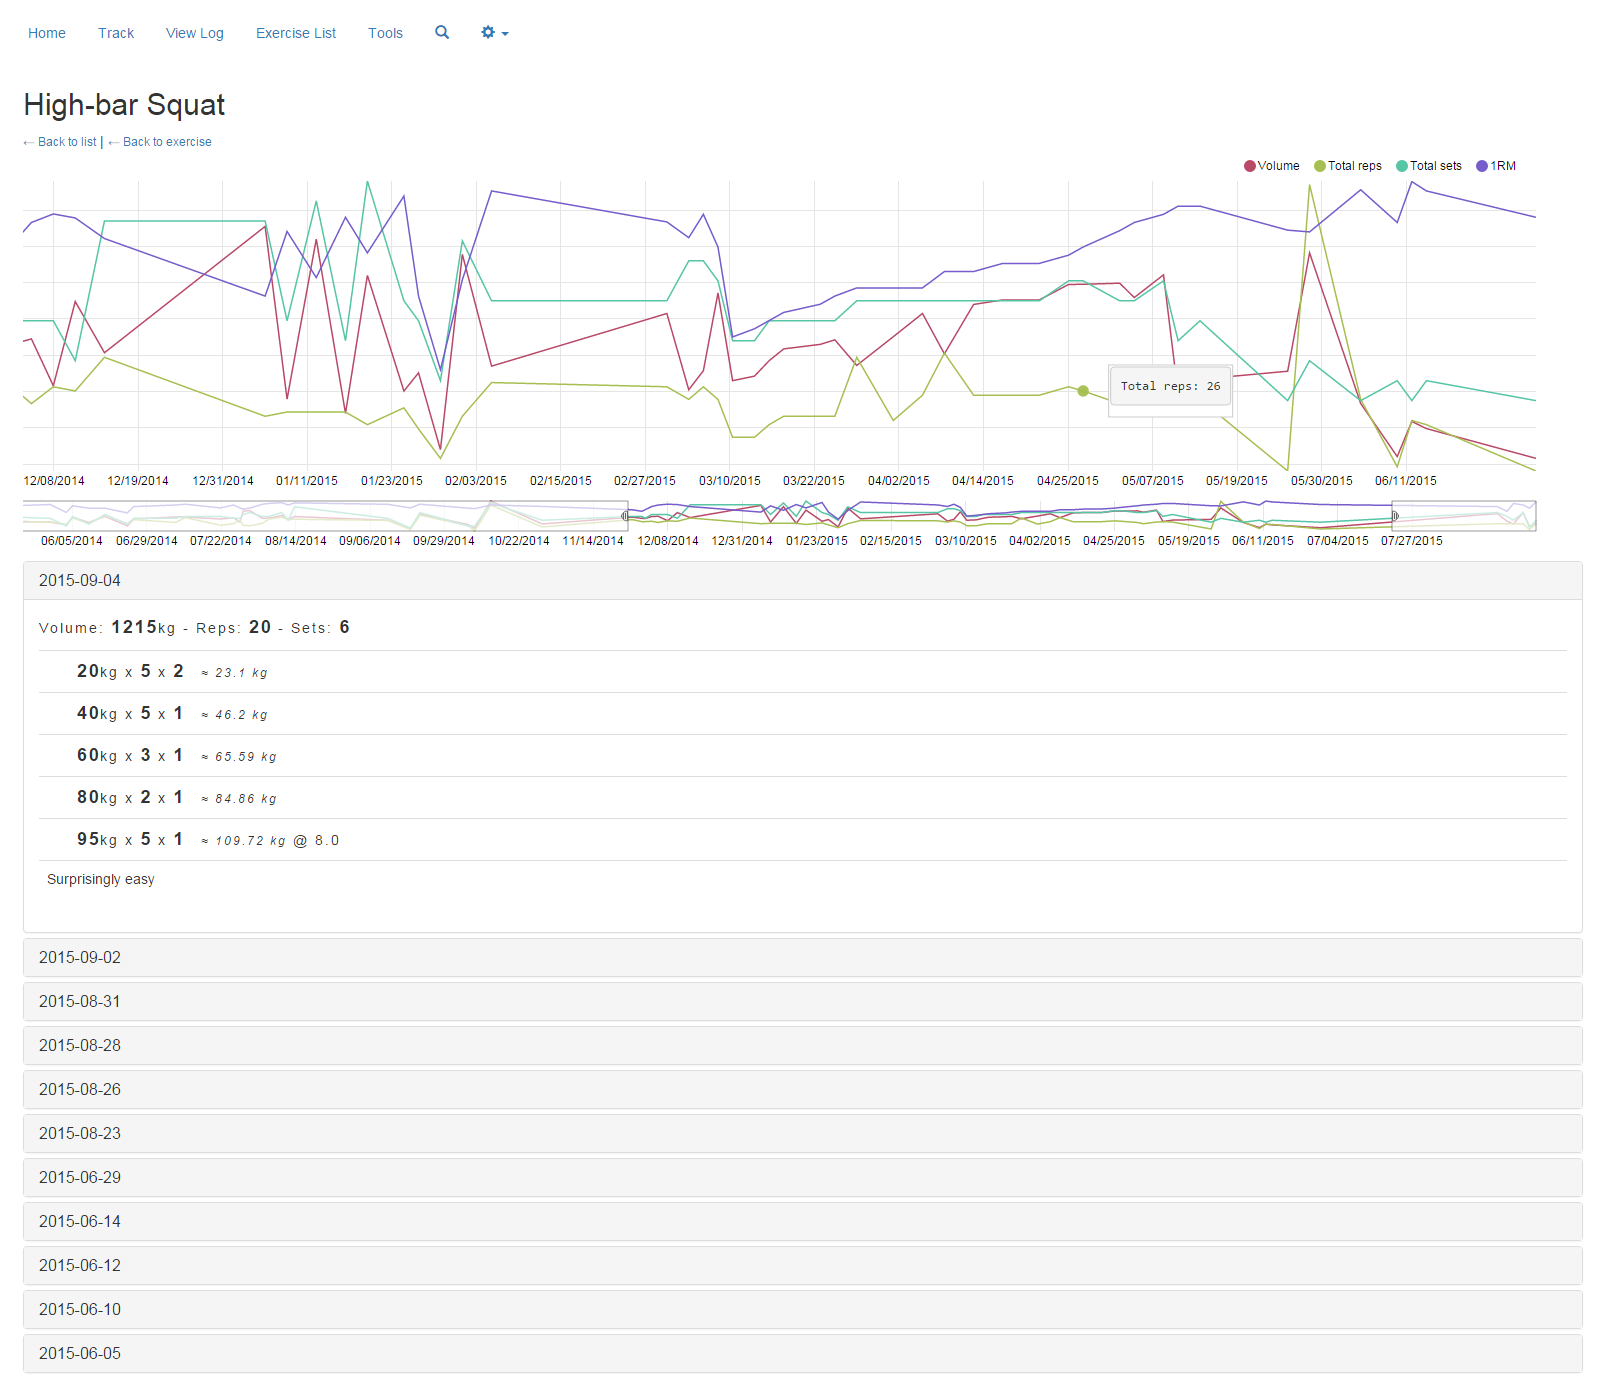 Home Track View Log Exercise List Tools
High-bar Squat
← Back to list | ← Back to exercise
Volume Total reps Total sets 1RM
Total reps: 26
12/08/2014 12/19/2014 12/31/2014 01/11/2015 01/23/2015 02/03/2015 02/15/2015 02/27/2015 03/10/2015 03/22/2015 04/02/2015 04/14/2015 04/25/2015 05/07/2015 05/19/2015 05/30/2015 06/11/2015
06/05/2014 06/29/2014 07/22/2014 08/14/2014 09/06/2014 09/29/2014 10/22/2014 11/14/2014 12/08/2014 12/31/2014 01/23/2015 02/15/2015 03/10/2015 04/02/2015 04/25/2015 05/19/2015 06/11/2015 07/04/2015 07/27/2015
2015-09-04
Volume: 1215kg - Reps: 20 - Sets: 6
20kg x 5 x 2 ≈ 23.1 kg
40kg x 5 x 1 ≈ 46.2 kg
60kg x 3 x 1 ≈ 65.59 kg
80kg x 2 x 1 ≈ 84.86 kg
95kg x 5 x 1 ≈ 109.72 kg @ 8.0
Surprisingly easy
2015-09-02
2015-08-31
2015-08-28
2015-08-26
2015-08-23
2015-06-29
2015-06-14
2015-06-12
2015-06-10
2015-06-05